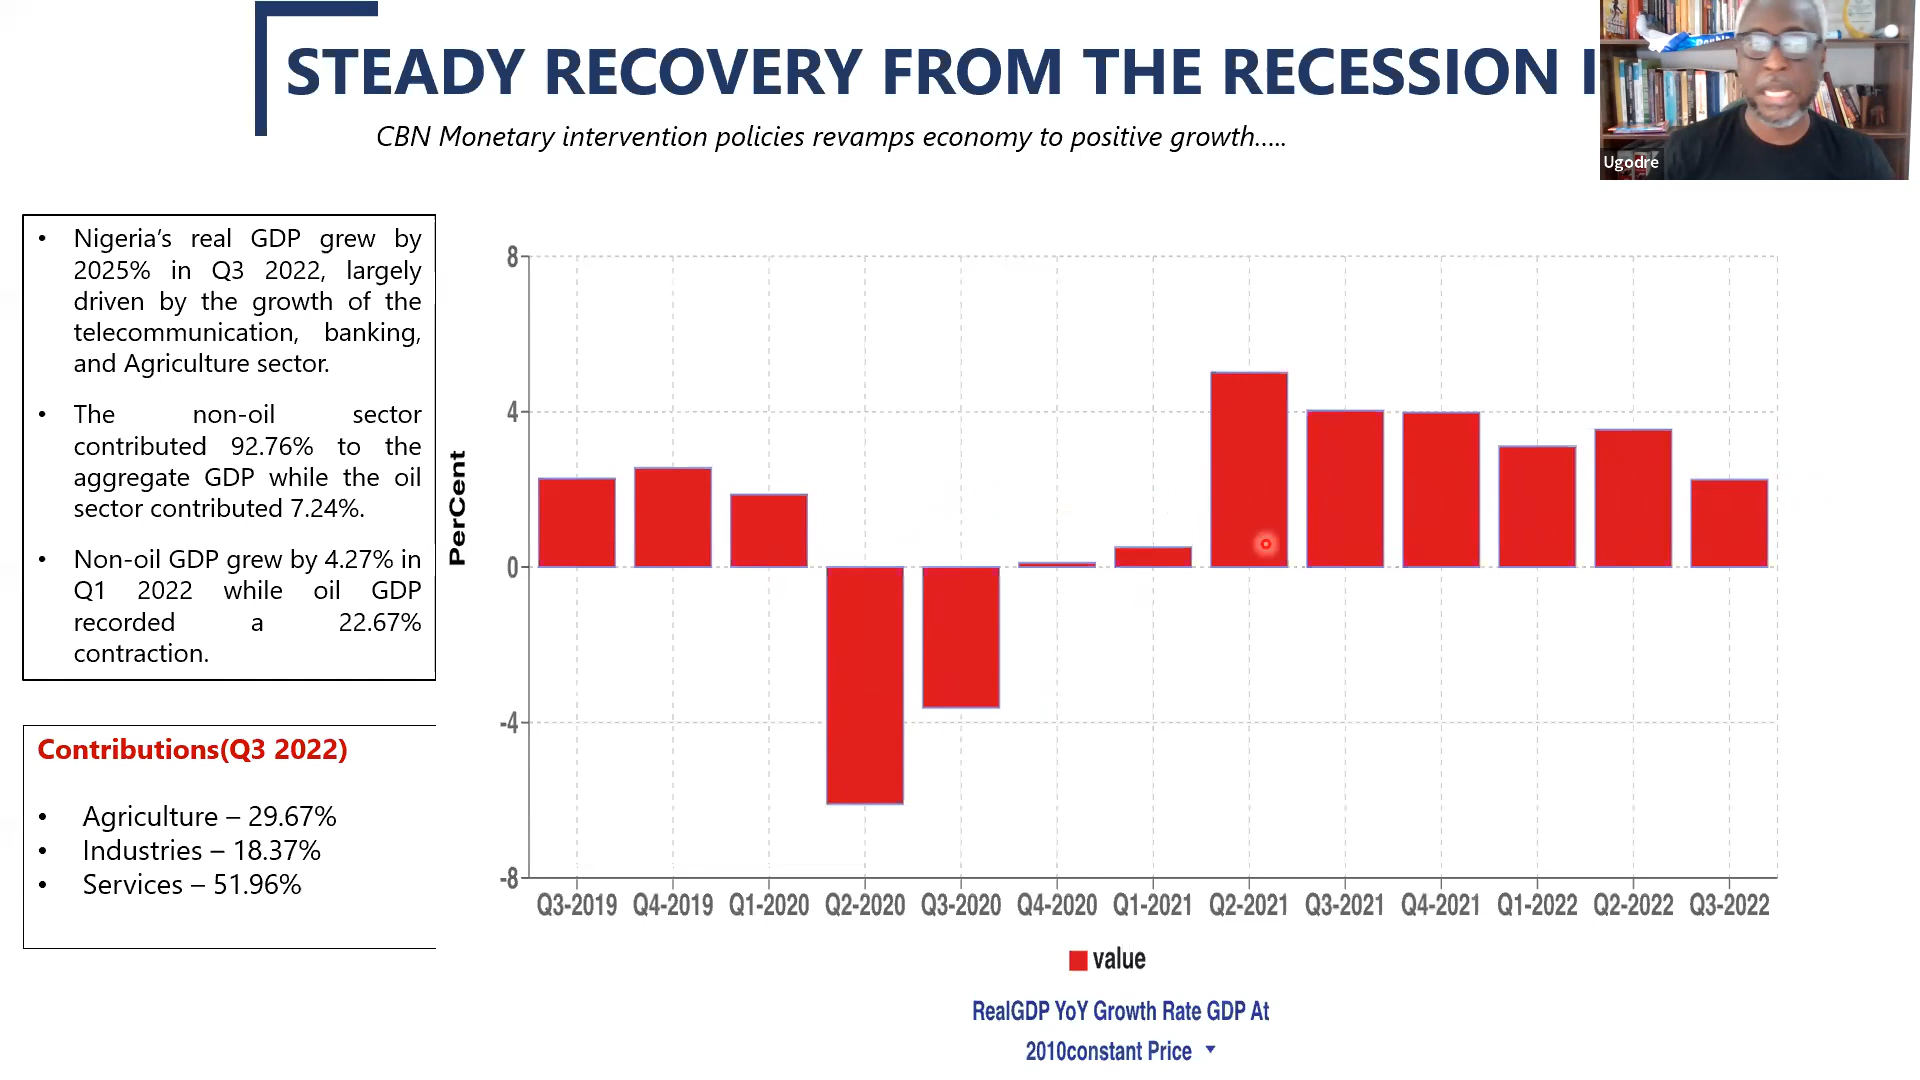 STEADY RECOVERY FROM THE RECESSION I
CBN Monetary intervention policies revamps economy to positive growth.....
Ugodre
• Nigeria’s real GDP grew by
2025% in Q3 2022, largely
driven by the growth of the
telecommunication, banking,
and Agriculture sector.
• The non-oil sector
contributed 92.76% to the
aggregate GDP while the oil
sector contributed 7.24%.
• Non-oil GDP grew by 4.27% in
Q1 2022 while oil GDP
recorded a 22.67%
contraction.
Contributions(Q3 2022)
• Agriculture – 29.67%
• Industries – 18.37%
• Services – 51.96%
PerCent
8
4
0
-4
-8
Q3-2019 Q4-2019 Q1-2020 Q2-2020 Q3-2020 Q4-2020 Q1-2021 Q2-2021 Q3-2021 Q4-2021 Q1-2022 Q2-2022 Q3-2022
value
RealGDP YoY Growth Rate GDP At
2010constant Price